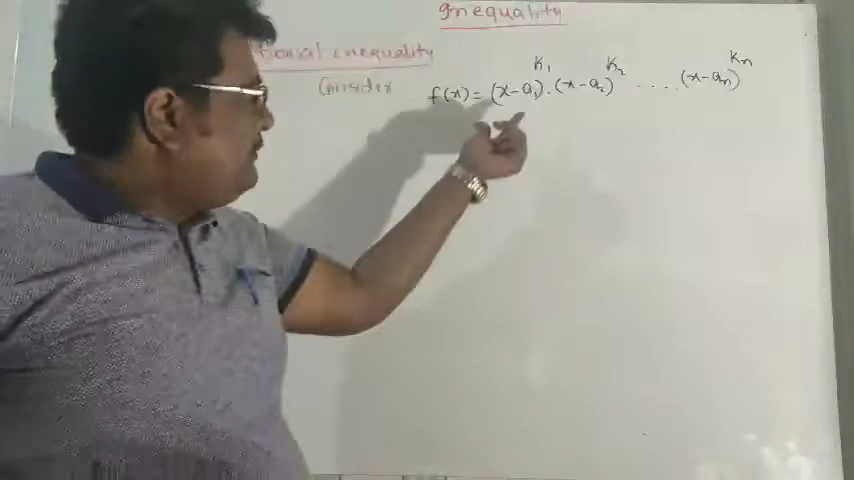 Inequality
tional inequality
Consider
f(x) = (x-a₁)^K₁ . (x-a₂)^K₂ ..... (x-aₙ)^Kₙ